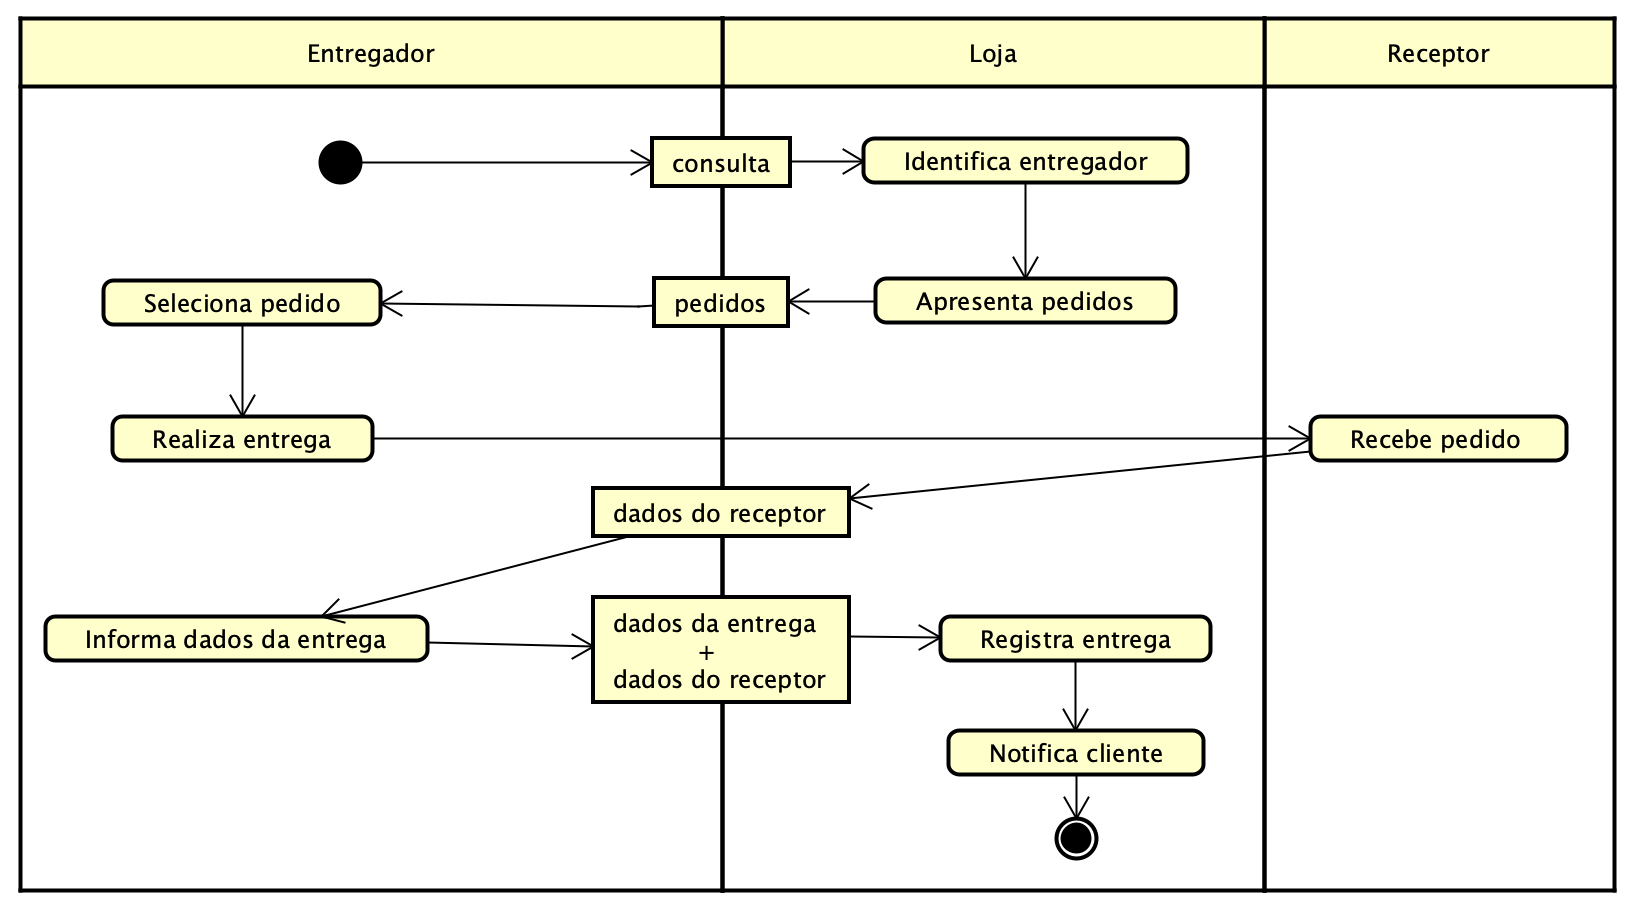 Entregador
Loja
Receptor
consulta
Identifica entregador
Seleciona pedido
pedidos
Apresenta pedidos
Realiza entrega
Recebe pedido
dados do receptor
Informa dados da entrega
dados da entrega
+
dados do receptor
Registra entrega
Notifica cliente